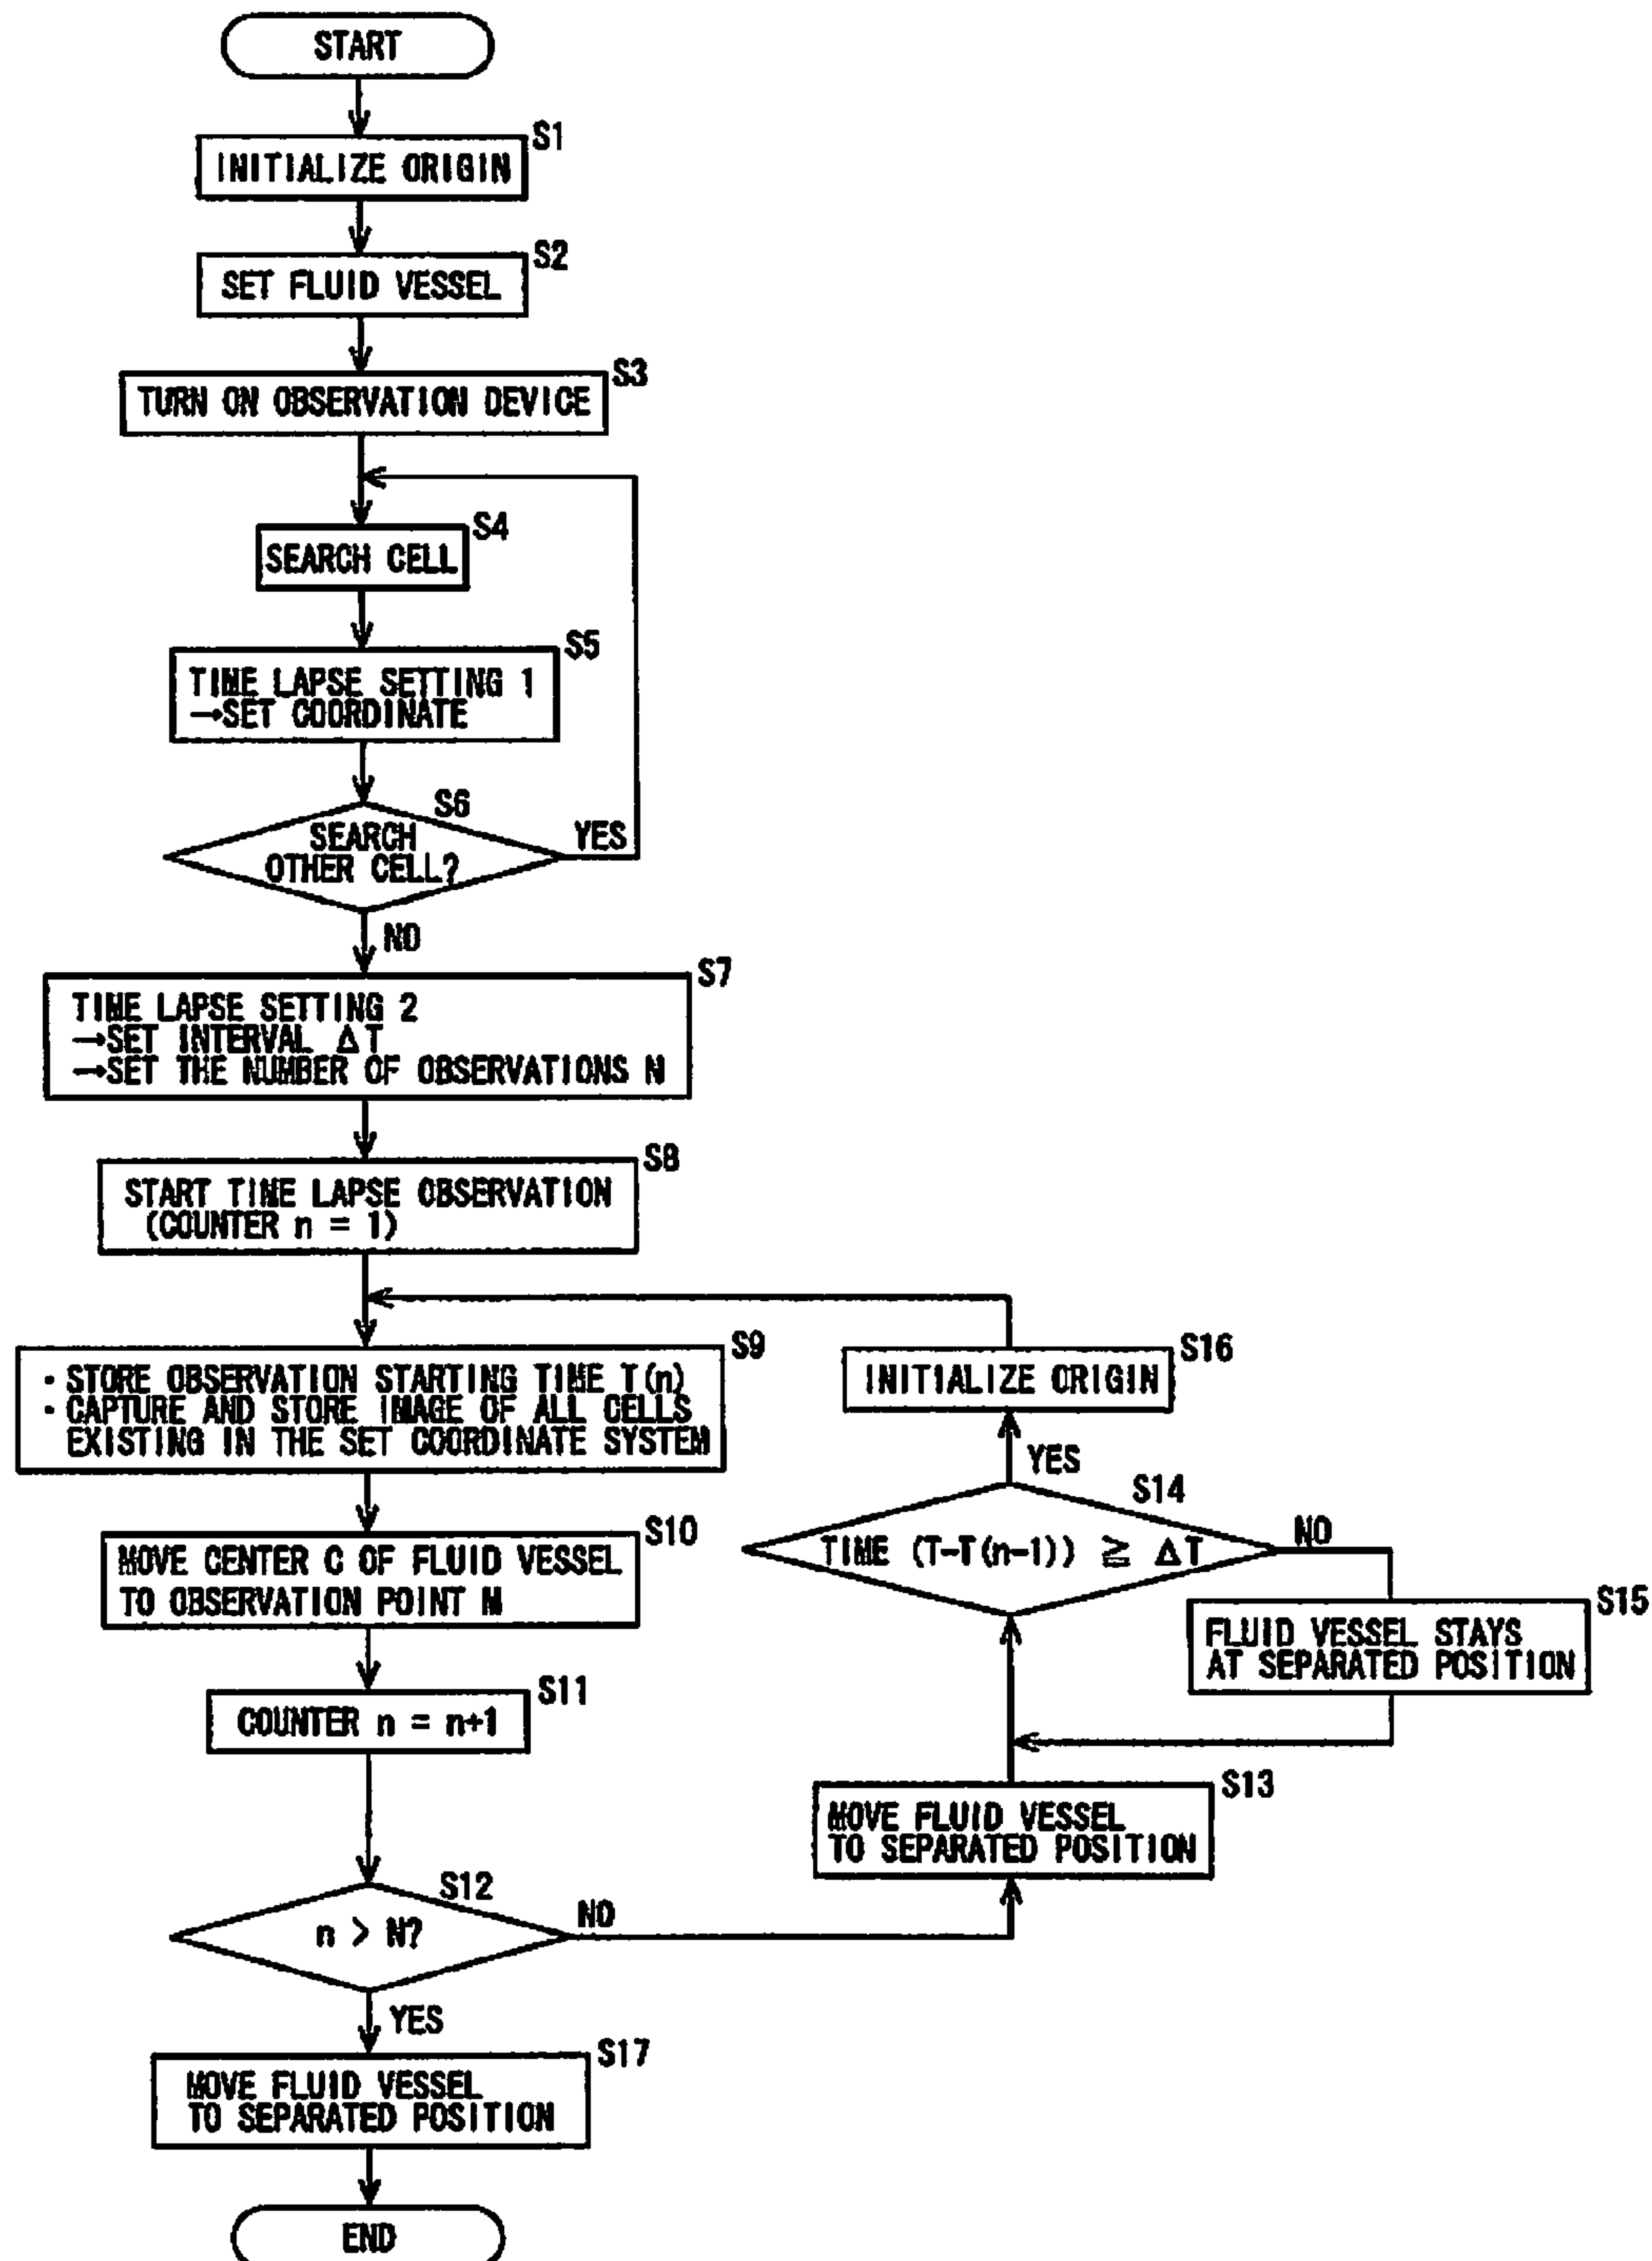 START
S1
INITIALIZE ORIGIN
S2
SET FLUID VESSEL
S3
TURN ON OBSERVATION DEVICE
S4
SEARCH CELL
S5
TIME LAPSE SETTING 1
→SET COORDINATE
S6
SEARCH
OTHER CELL?
YES
NO
S7
TIME LAPSE SETTING 2
→SET INTERVAL ΔT
→SET THE NUMBER OF OBSERVATIONS N
S8
START TIME LAPSE OBSERVATION
(COUNTER n = 1)
S9
・STORE OBSERVATION STARTING TIME T(n)
・CAPTURE AND STORE IMAGE OF ALL CELLS
EXISTING IN THE SET COORDINATE SYSTEM
S10
MOVE CENTER C OF FLUID VESSEL
TO OBSERVATION POINT M
S11
COUNTER n = n+1
S12
n > N?
NO
YES
S13
MOVE FLUID VESSEL
TO SEPARATED POSITION
S14
TIME (T-T(n-1)) ≧ ΔT
NO
YES
S15
FLUID VESSEL STAYS
AT SEPARATED POSITION
S16
INITIALIZE ORIGIN
S17
MOVE FLUID VESSEL
TO SEPARATED POSITION
END